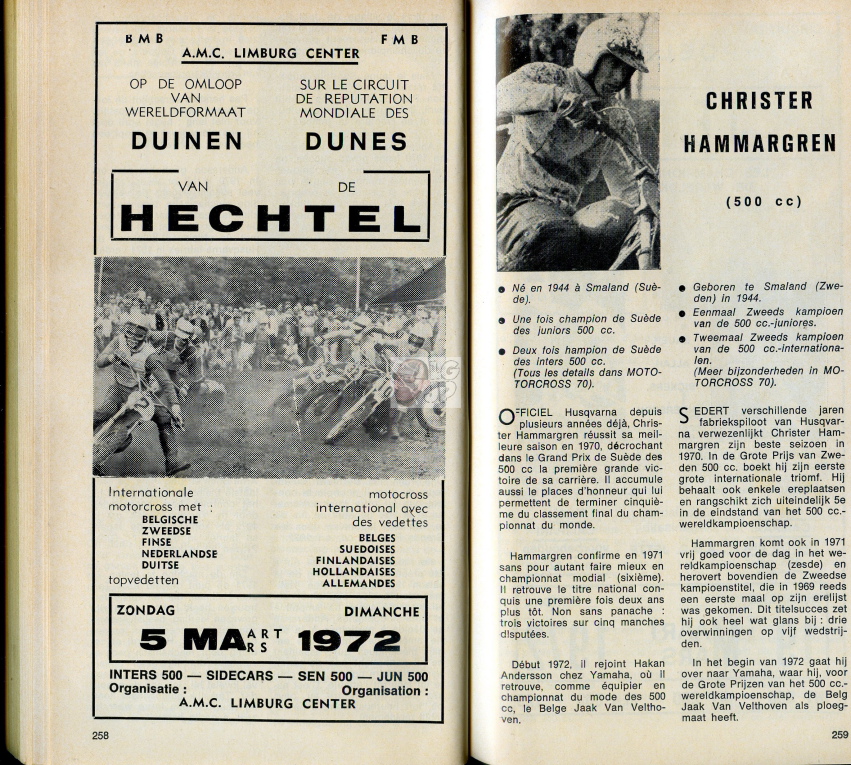 BMB
FMB
A.M.C. LIMBURG CENTER
OP DE OMLOOP
VAN
WERELDFORMAAT
DUINEN
SUR LE CIRCUIT
DE REPUTATION
MONDIALE DES
DUNES
VAN
DE
HECHTEL
Internationale
motorcross met :
BELGISCHE
ZWEEDSE
FINSE
NEDERLANDSE
DUITSE
topvedetten
motocross
international avec
des vedettes
BELGES
SUEDOISES
FINLANDAISES
HOLLANDAISES
ALLEMANDES
ZONDAG
DIMANCHE
5 MAART 1972
MARS
INTERS 500 — SIDECARS — SEN 500 — JUN 500
Organisatie :
Organisation :
A.M.C. LIMBURG CENTER
258
CHRISTER
HAMMARGREN
(500 cc)
● Né en 1944 à Smaland (Suè-
de).
● Une fois champion de Suède
des juniors 500 cc.
● Deux fois hampion de Suède
des inters 500 cc.
(Tous les details dans MOTO-
TORCROSS 70).
OFFICIEL Husqvarna depuis
plusieurs années déjà, Chris-
ter Hammargren réussit sa meil-
leure saison en 1970, décrochant
dans le Grand Prix de Suède des
500 cc la première grande vic-
toire de sa carrière. Il accumule
aussi le places d'honneur qui lui
permettent de terminer cinquiè-
me du classement final du cham-
pionnat du monde.
Hammargren confirme en 1971
sans pour autant faire mieux en
championnat modial (sixième).
Il retrouve le titre national con-
quis une première fois deux ans
plus tôt. Non sans panache :
trois victoires sur cinq manches
disputées.
Début 1972, il rejoint Hakan
Andersson chez Yamaha, où il
retrouve, comme équipier en
championnat du mode des 500
cc, le Belge Jaak Van Veltho-
ven.
● Geboren te Smaland (Zwe-
den) in 1944.
● Eenmaal Zweeds kampioen
van de 500 cc.-juniores.
● Tweemaal Zweeds kampioen
van de 500 cc.-internationa-
len.
(Meer bijzonderheden in MO-
TORCROSS 70).
SEDERT verschillende jaren
fabriekspiloot van Husqvar-
na verwezenlijkt Christer Ham-
margren zijn beste seizoen in
1970. In de Grote Prijs van Zwe-
den 500 cc. boekt hij zijn eerste
grote internationale triomf. Hij
behaalt ook enkele ereplaatsen
en rangschikt zich uiteindelijk 5e
in de eindstand van het 500 cc.-
wereldkampioenschap.
Hammargren komt ook in 1971
vrij goed voor de dag in het we-
reldkampioenschap (zesde) en
herovert bovendien de Zweedse
kampioenstitel, die in 1969 reeds
een eerste maal op zijn erelijst
was gekomen. Dit titelsucces zet
hij ook heel wat glans bij : drie
overwinningen op vijf wedstrij-
den.
In het begin van 1972 gaat hij
over naar Yamaha, waar hij, voor
de Grote Prijzen van het 500 cc.-
wereldkampioenschap, de Belg
Jaak Van Velthoven als ploeg-
maat heeft.
259